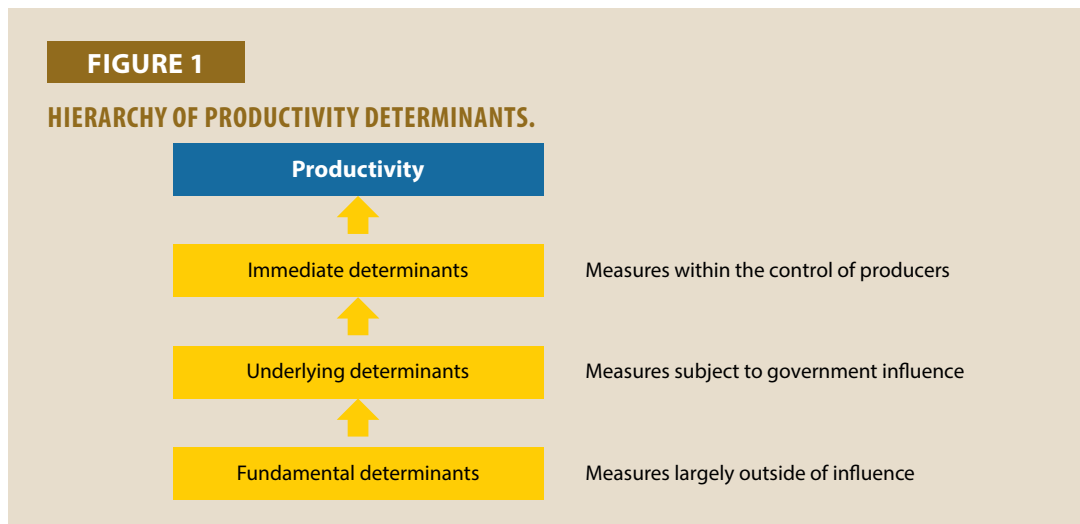 FIGURE 1
HIERARCHY OF PRODUCTIVITY DETERMINANTS.
Productivity
Immediate determinants
Measures within the control of producers
Underlying determinants
Measures subject to government influence
Fundamental determinants
Measures largely outside of influence